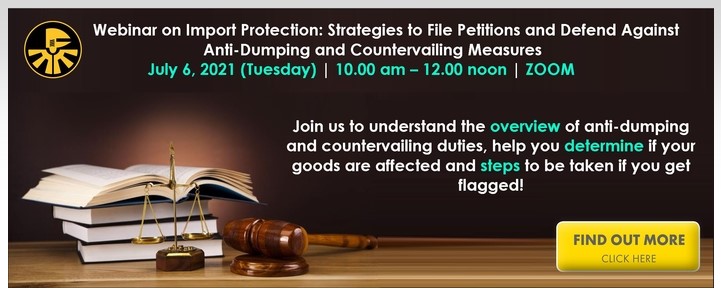 Webinar on Import Protection: Strategies to File Petitions and Defend Against
Anti-Dumping and Countervailing Measures
July 6, 2021 (Tuesday) | 10.00 am – 12.00 noon | ZOOM
Join us to understand the overview of anti-dumping
and countervailing duties, help you determine if your
goods are affected and steps to be taken if you get
flagged!
FIND OUT MORE
CLICK HERE